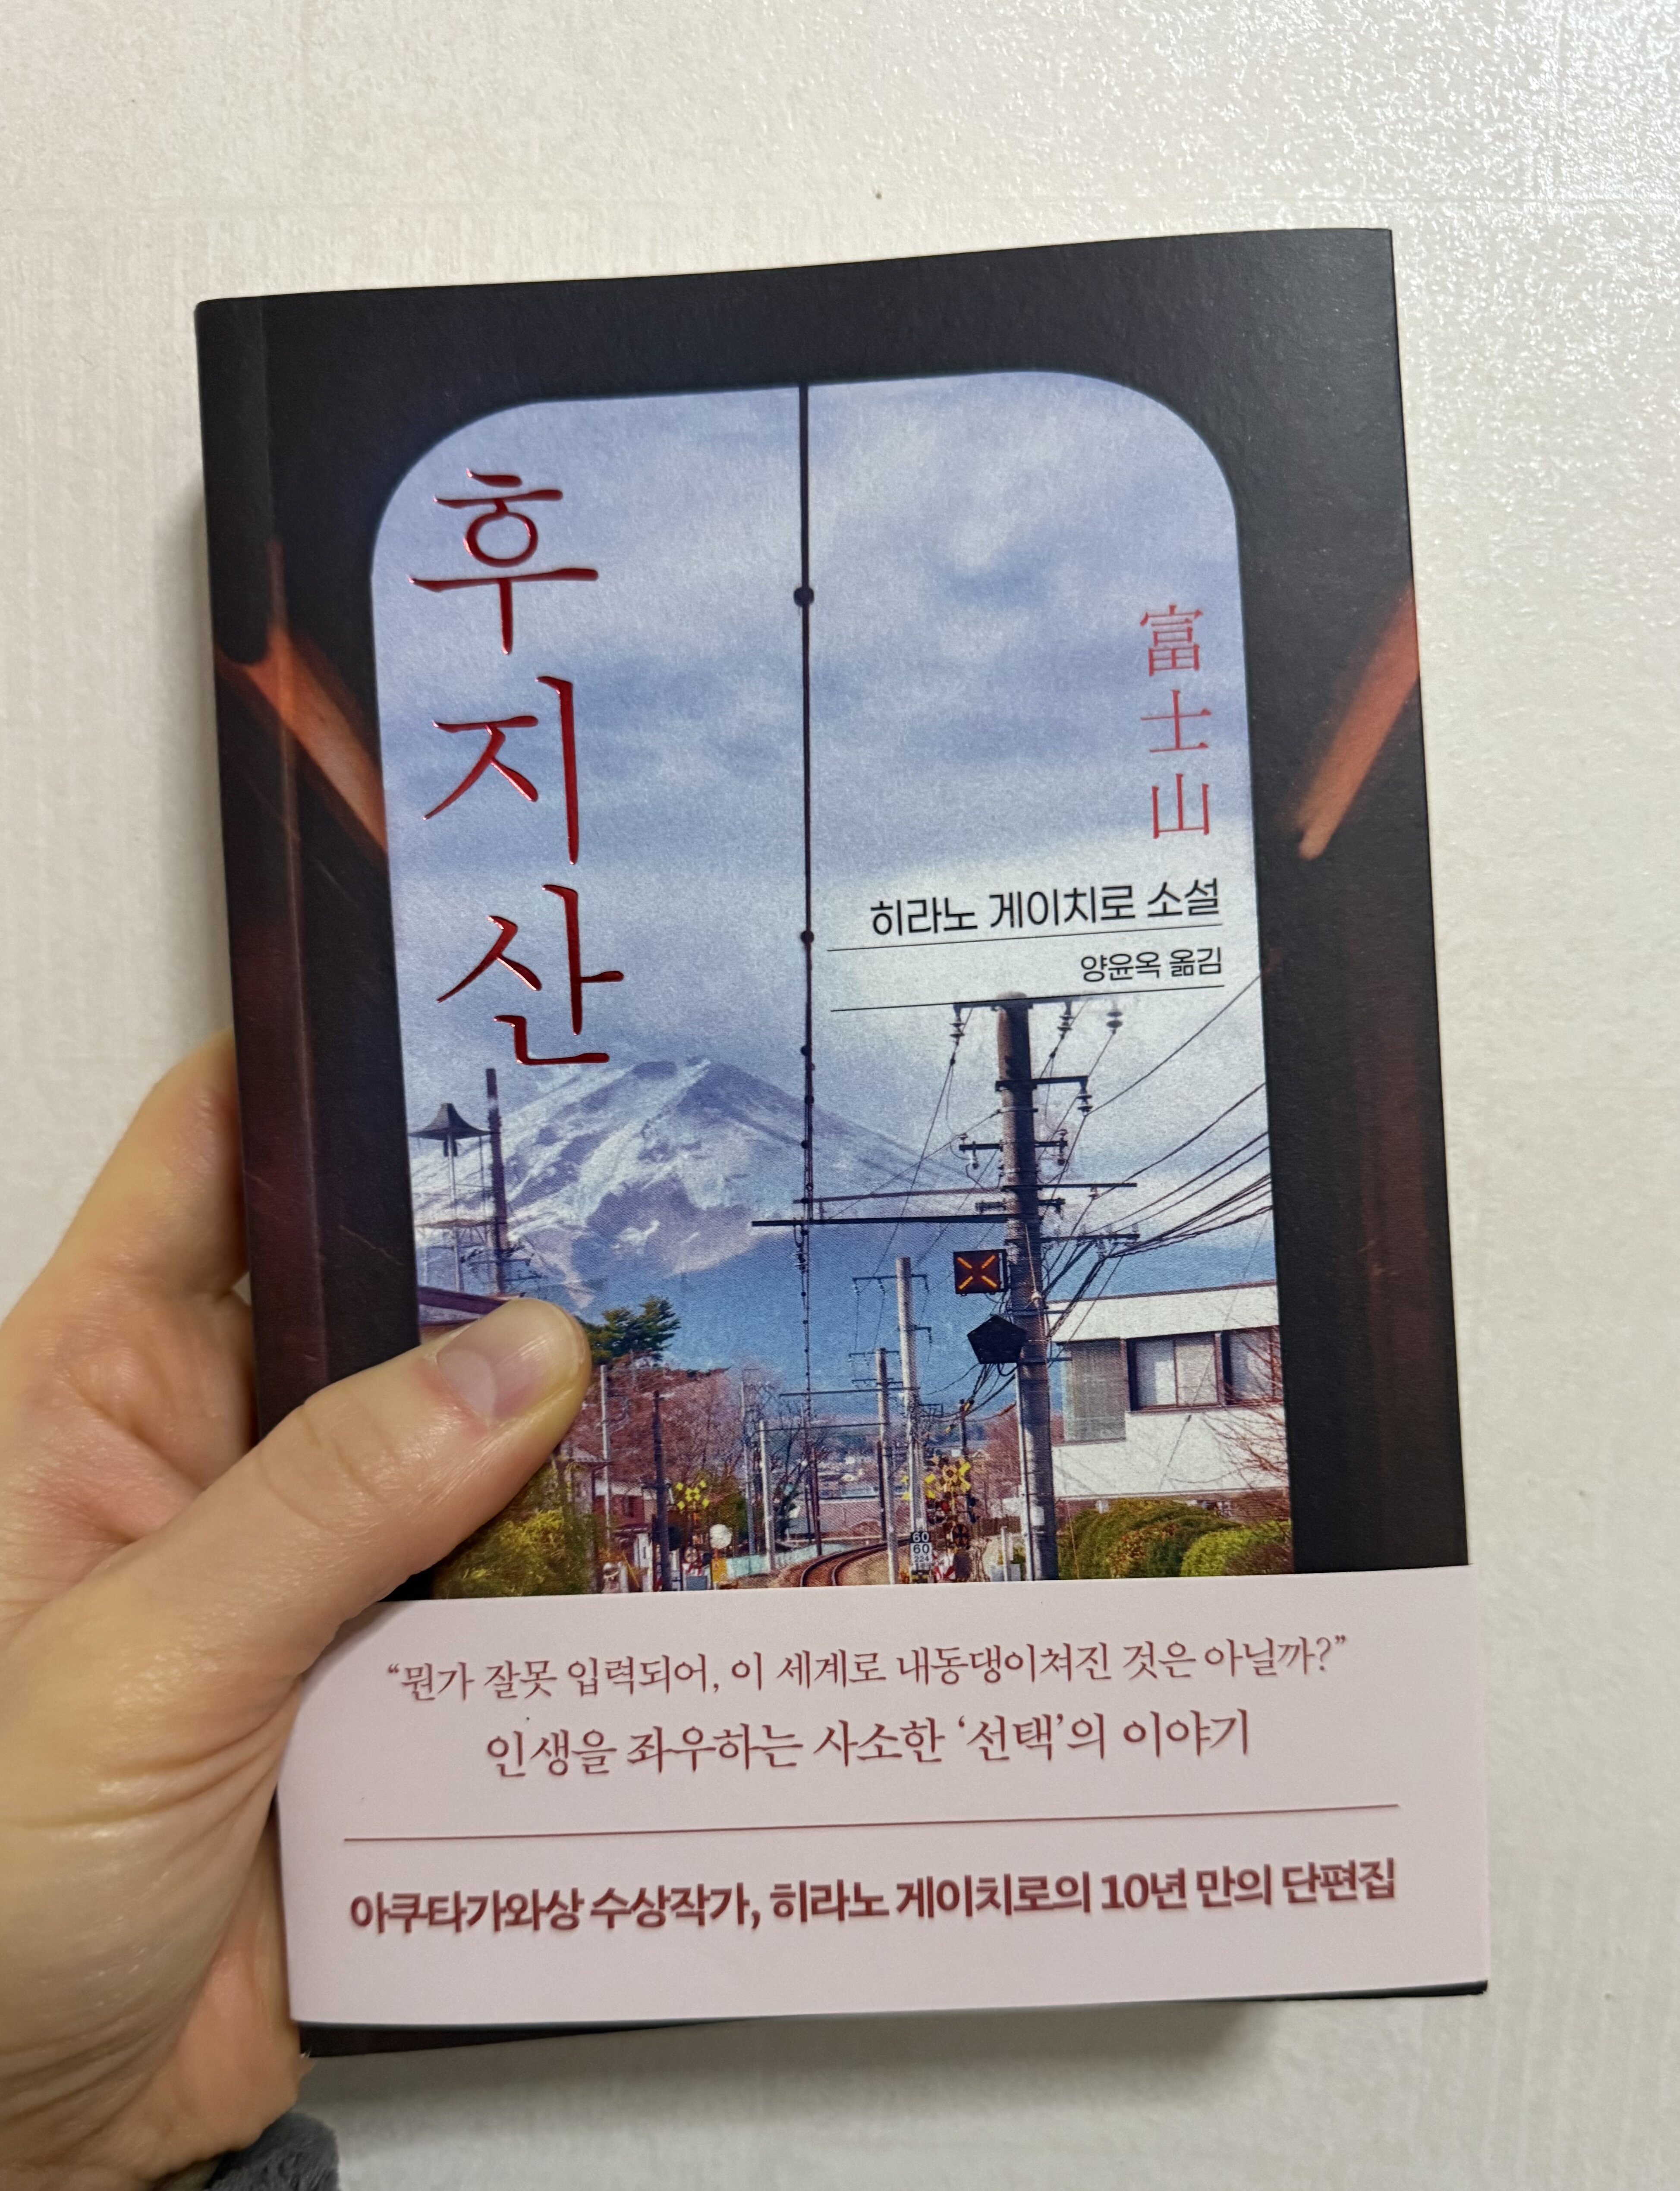 후지산
富士山
히라노 게이치로 소설
양윤옥 옮김
60
60
“뭔가 잘못 입력되어, 이 세계로 내동댕이쳐진 것은 아닐까?”
인생을 좌우하는 사소한 ‘선택’의 이야기
아쿠타가와상 수상작가, 히라노 게이치로의 10년 만의 단편집